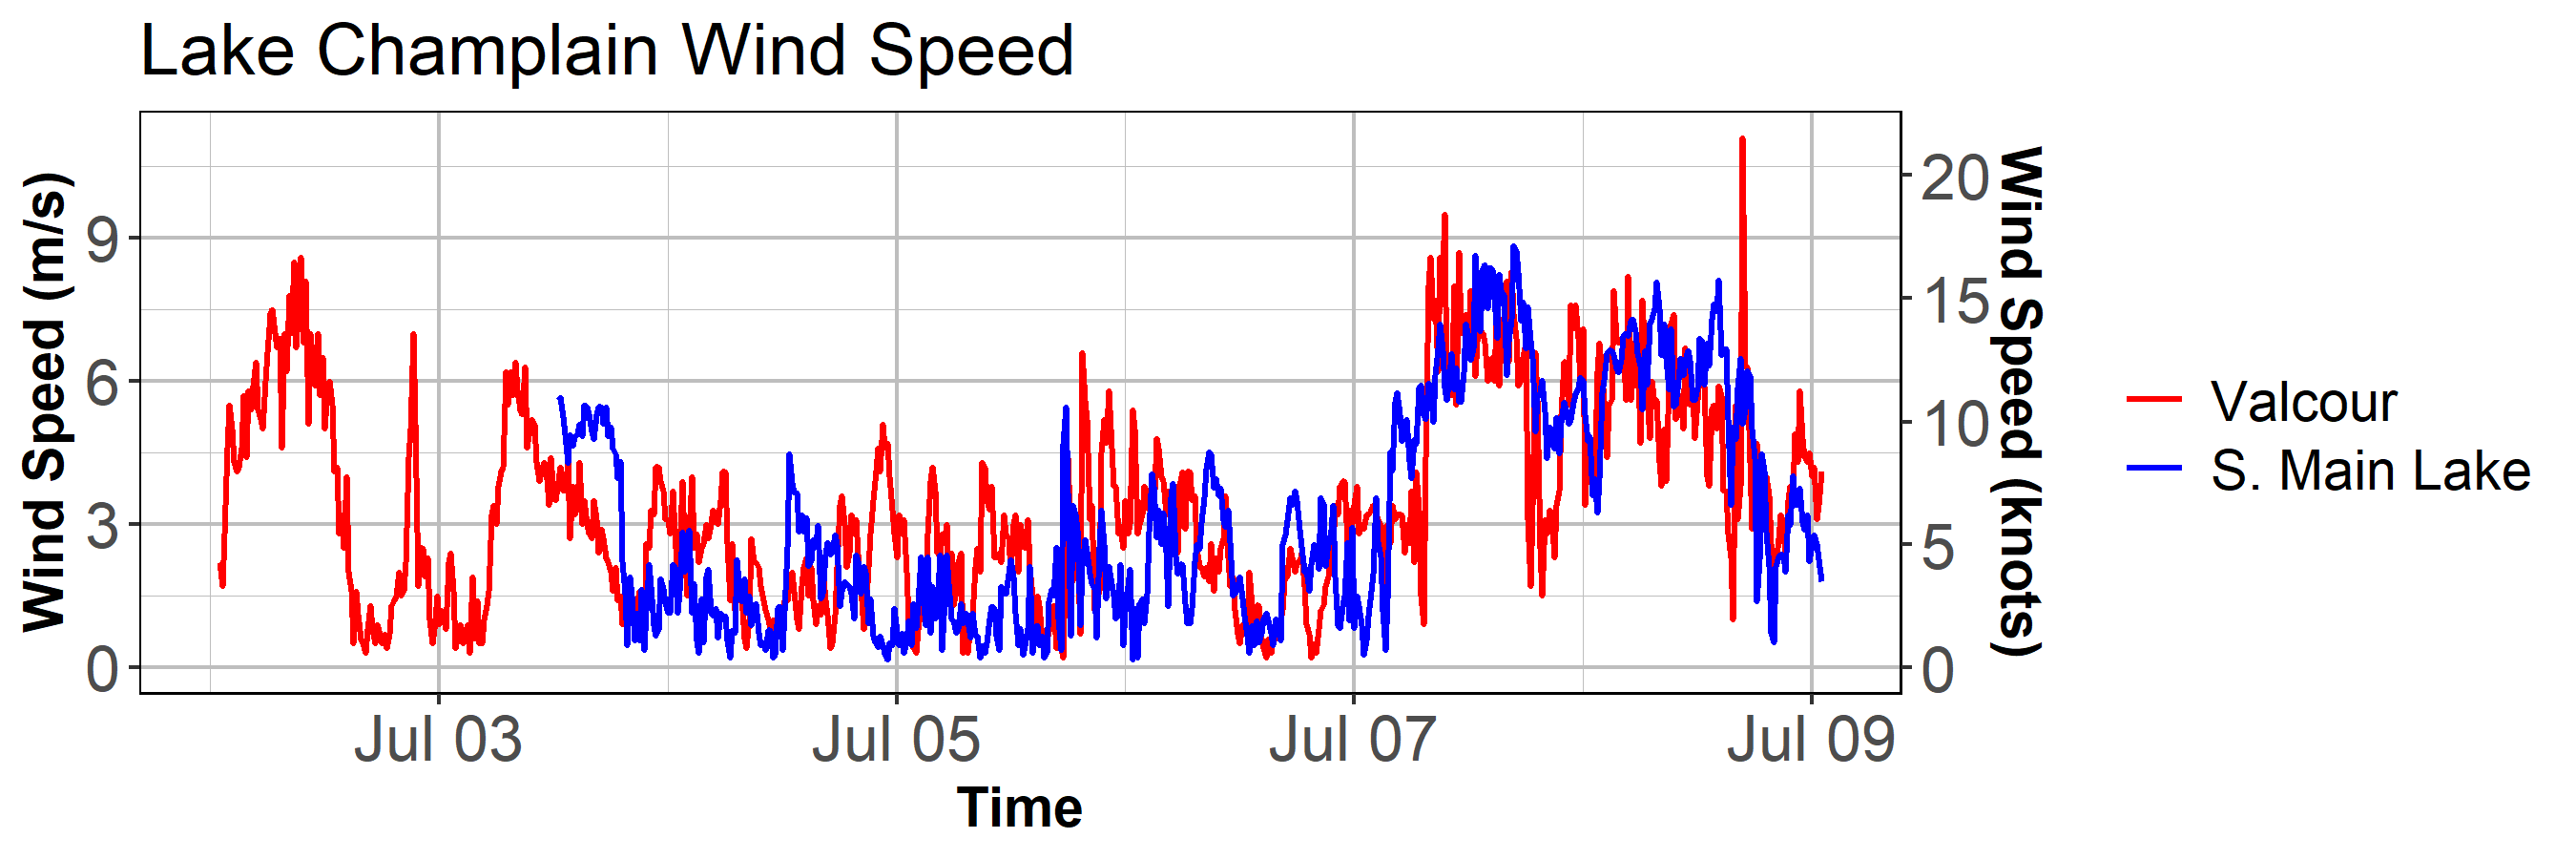 Lake Champlain Wind Speed
Wind Speed (m/s)
9
6
3
0
20
15
10
5
0
Wind Speed (knots)
Jul 03
Jul 05
Jul 07
Jul 09
Time
Valcour
S. Main Lake